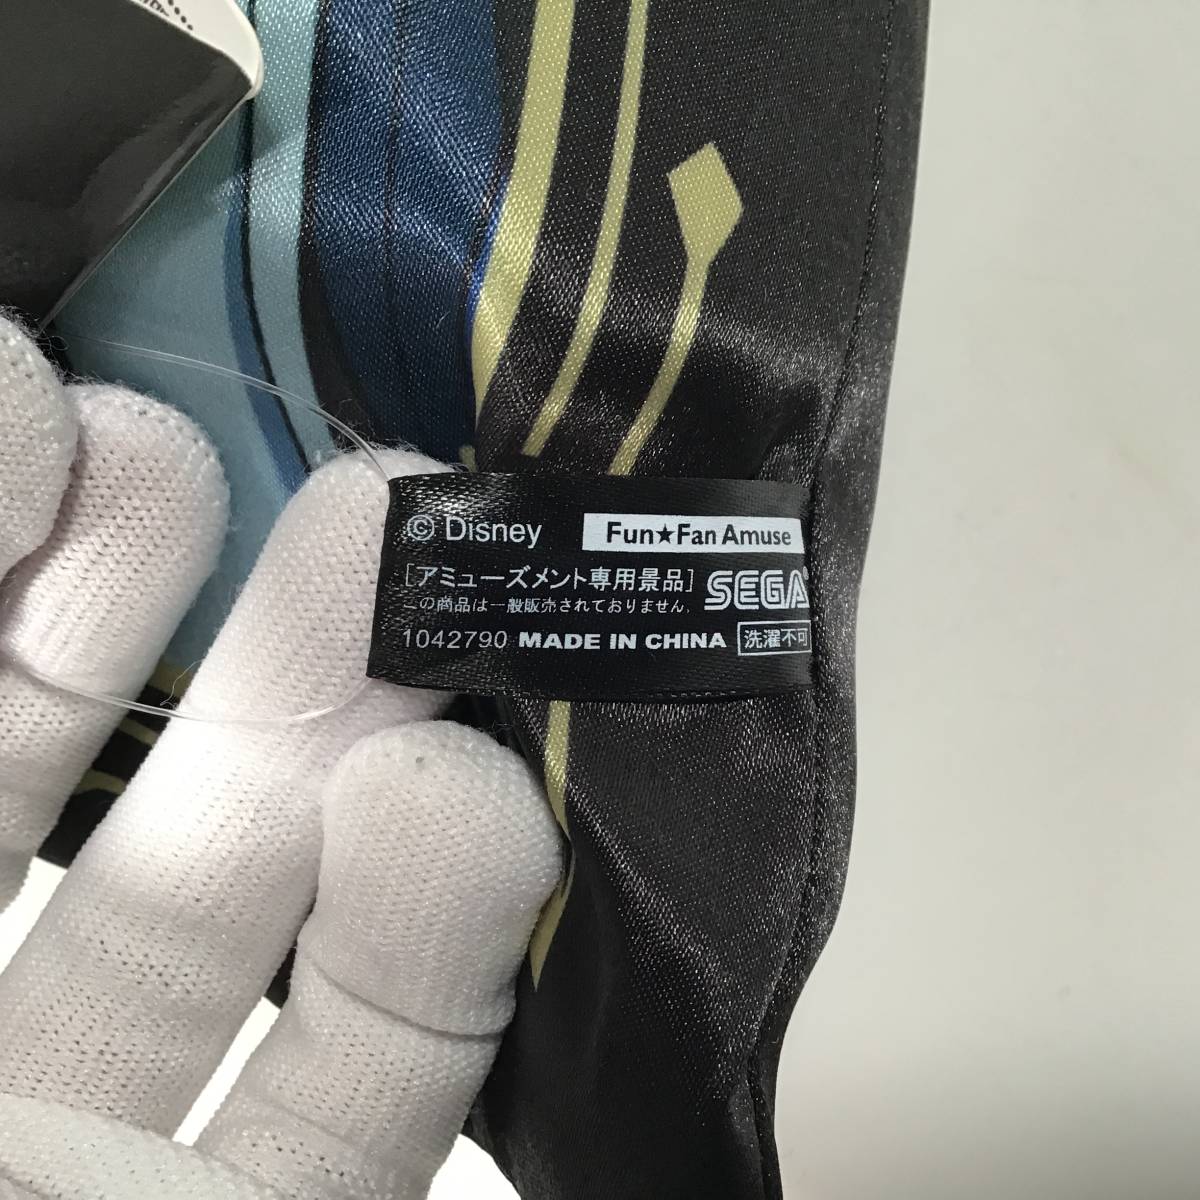 © Disney Fun★Fan Amuse
[アミューズメント専用景品] SEGA
この商品は一般販売されておりません.
1042790 MADE IN CHINA 洗濯不可